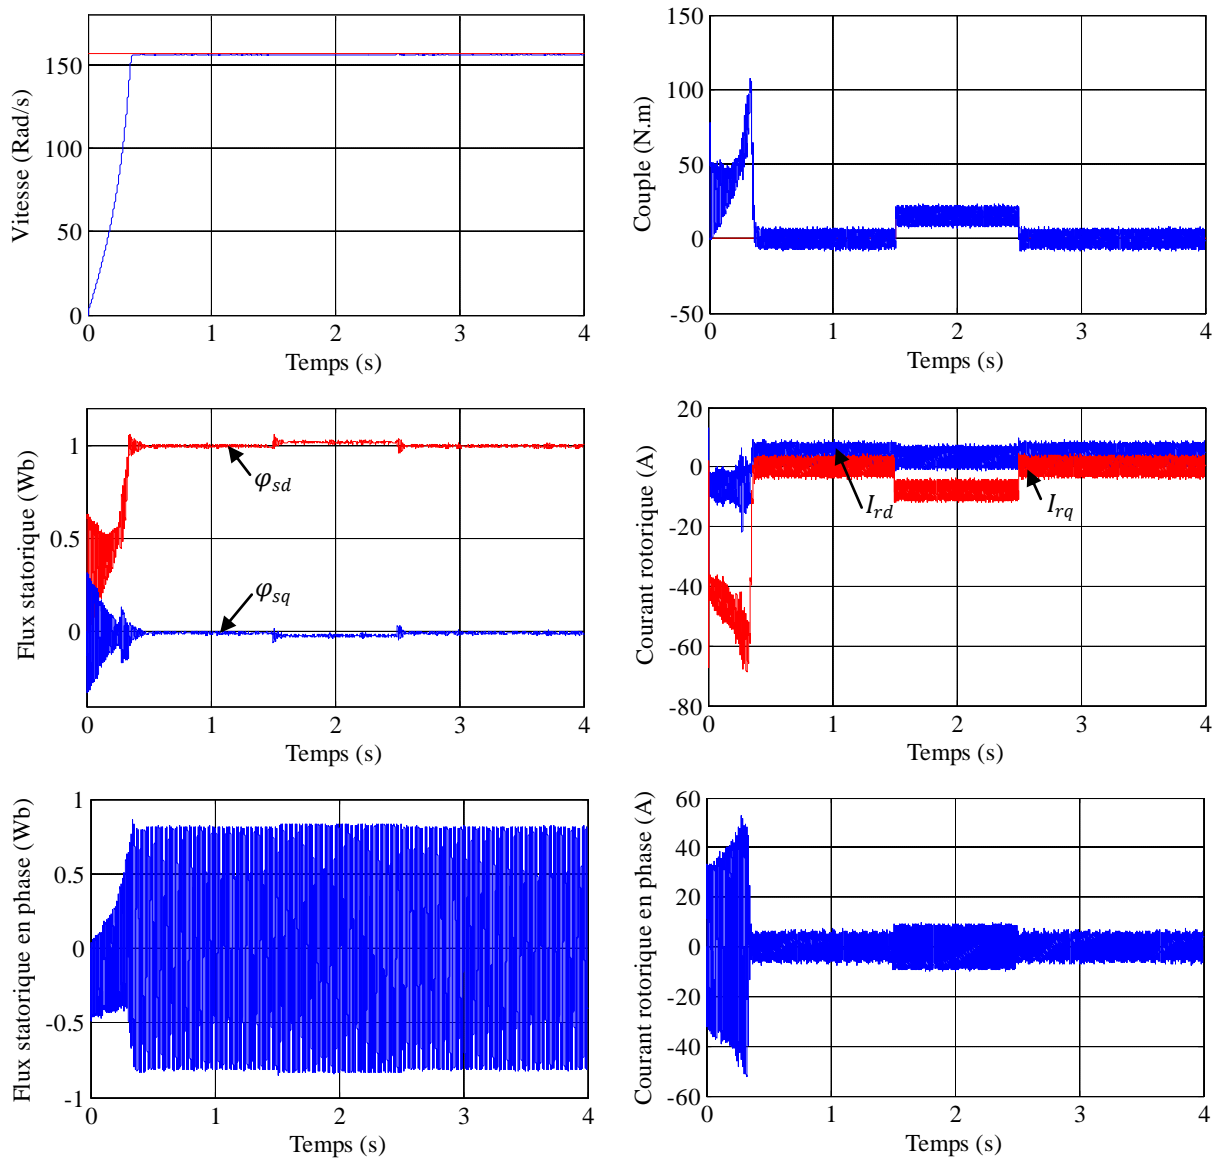 Vitesse (Rad/s)
150
100
50
0
0 1 2 3 4
Temps (s)
Couple (N.m)
150
100
50
0
-50
0 1 2 3 4
Temps (s)
Flux statorique (Wb)
1
0.5
0
φsd
φsq
0 1 2 3 4
Temps (s)
Courant rotorique (A)
20
0
-20
-40
-60
-80
Ird
Irq
0 1 2 3 4
Temps (s)
Flux statorique en phase (Wb)
1
0.5
0
-0.5
-1
0 1 2 3 4
Temps (s)
Courant rotorique en phase (A)
60
40
20
0
-20
-40
-60
0 1 2 3 4
Temps (s)